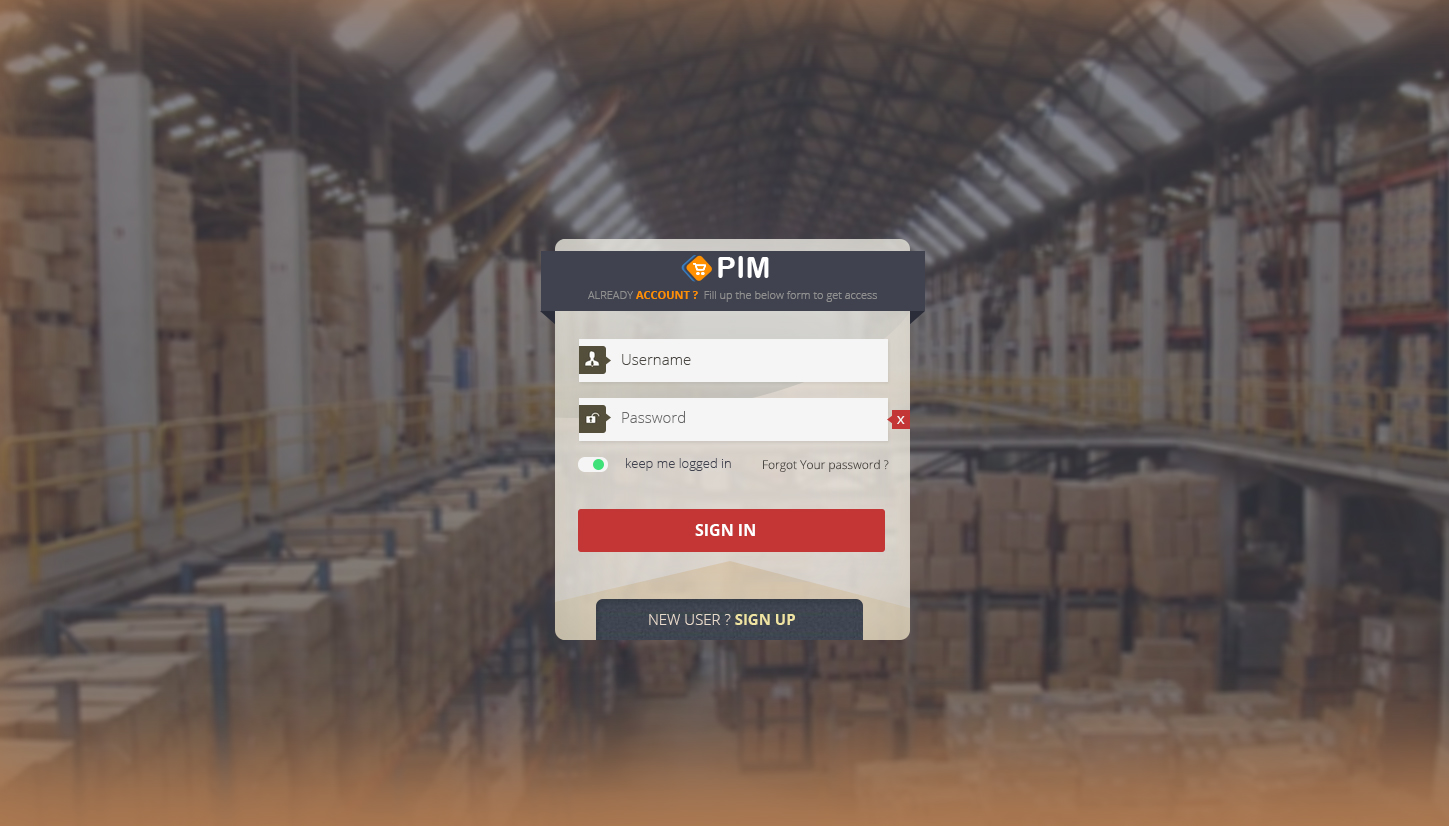 PIM
ALREADY ACCOUNT ? Fill up the below form to get access
Username
Password
x
keep me logged in
Forgot Your password ?
SIGN IN
NEW USER ? SIGN UP